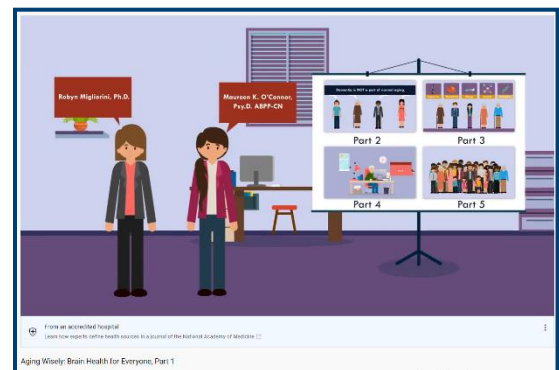 Robyn Migliorini, Ph.D.
Maureen K. O'Connor,
Psy.D. ABPP-CN
Dementia is NOT a part of normal aging
Part 2
Part 3
Part 4
Part 5
From an accredited hospital
Learn how experts define health sources in a journal of the National Academy of Medicine
Aging Wisely: Brain Health for Everyone, Part 1